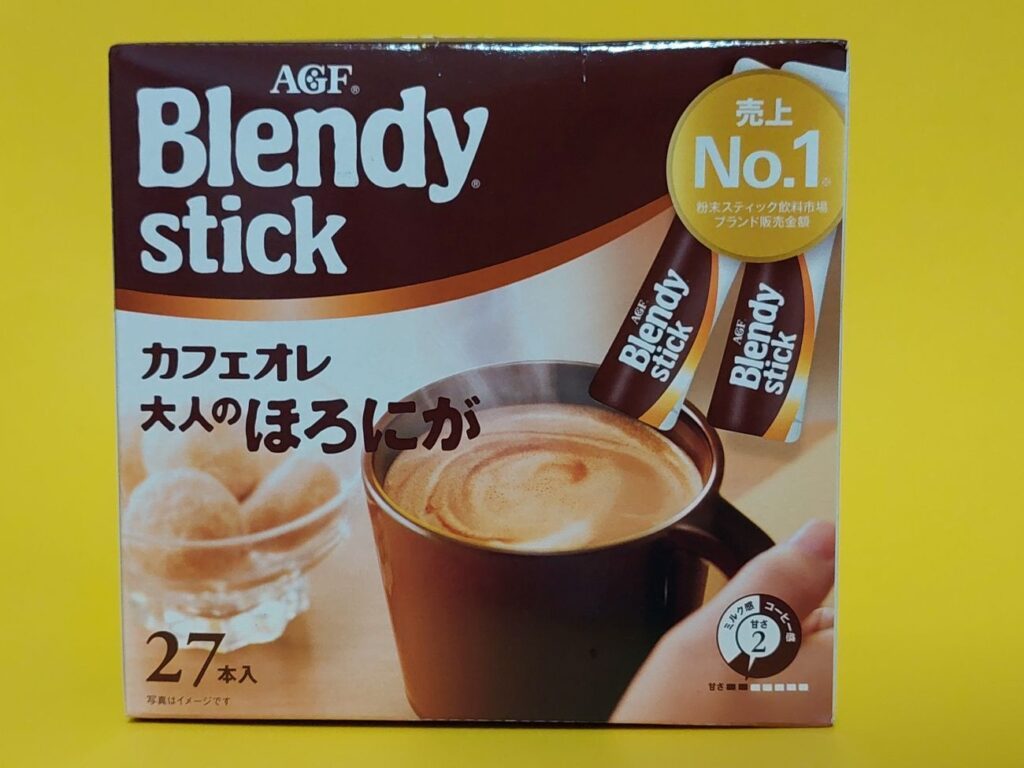 AGF®
Blendy®
stick
売上
No.1※
粉末スティック飲料市場
ブランド販売金額
AGF
Blendy
stick
AGF
Blendy
stick
カフェオレ
大人のほろにが
27本入
写真はイメージです
ミルク感 コーヒー感
甘さ
2
甘さ